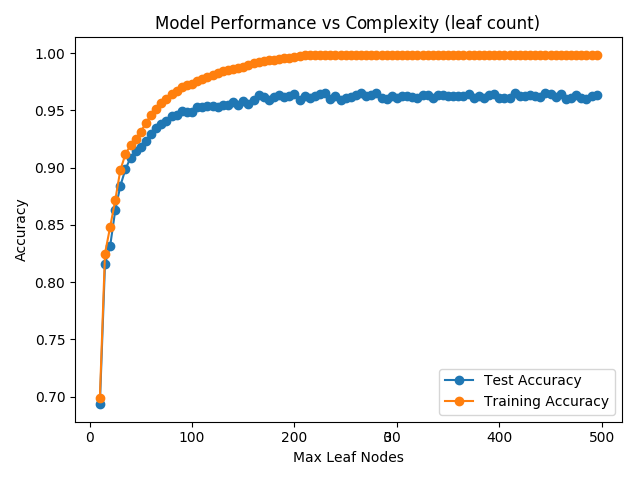 Model Performance vs Complexity (leaf count)
1.00
0.95
0.90
0.85
0.80
0.75
0.70
Accuracy
Test Accuracy
Training Accuracy
0 100 200 400 500
Max Leaf Nodes